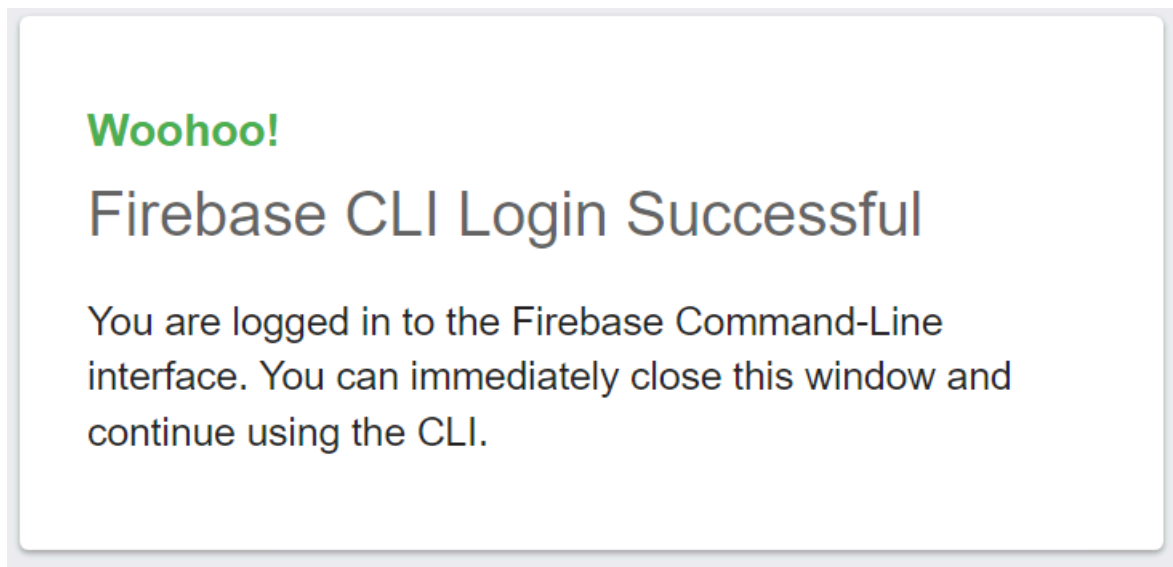 Woohoo!
Firebase CLI Login Successful
You are logged in to the Firebase Command-Line
interface. You can immediately close this window and
continue using the CLI.